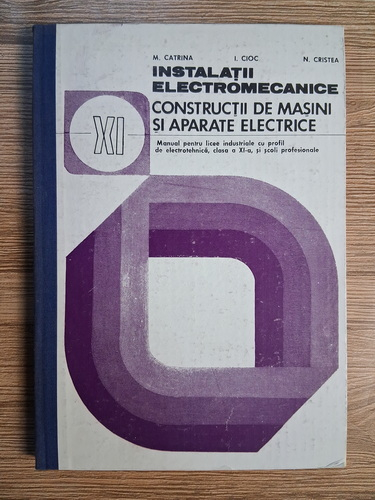 M. CATRINA I. CIOC N. CRISTEA
INSTALAȚII
ELECTROMECANICE
CONSTRUCȚII DE MAȘINI
ȘI APARATE ELECTRICE
XI
Manual pentru licee industriale cu profil
de electrotehnică, clasa a XI-a, și școli profesionale